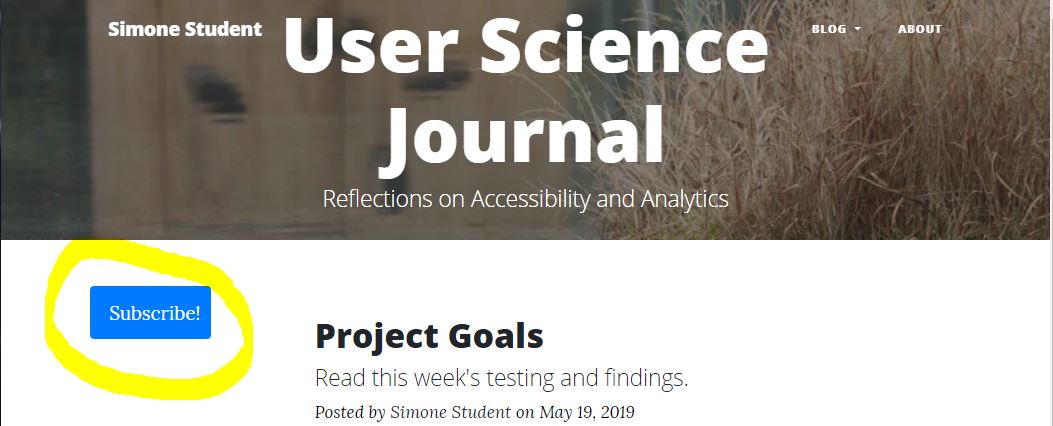 Simone Student
BLOG
ABOUT
User Science
Journal
Reflections on Accessibility and Analytics
Subscribe!
Project Goals
Read this week's testing and findings.
Posted by Simone Student on May 19, 2019